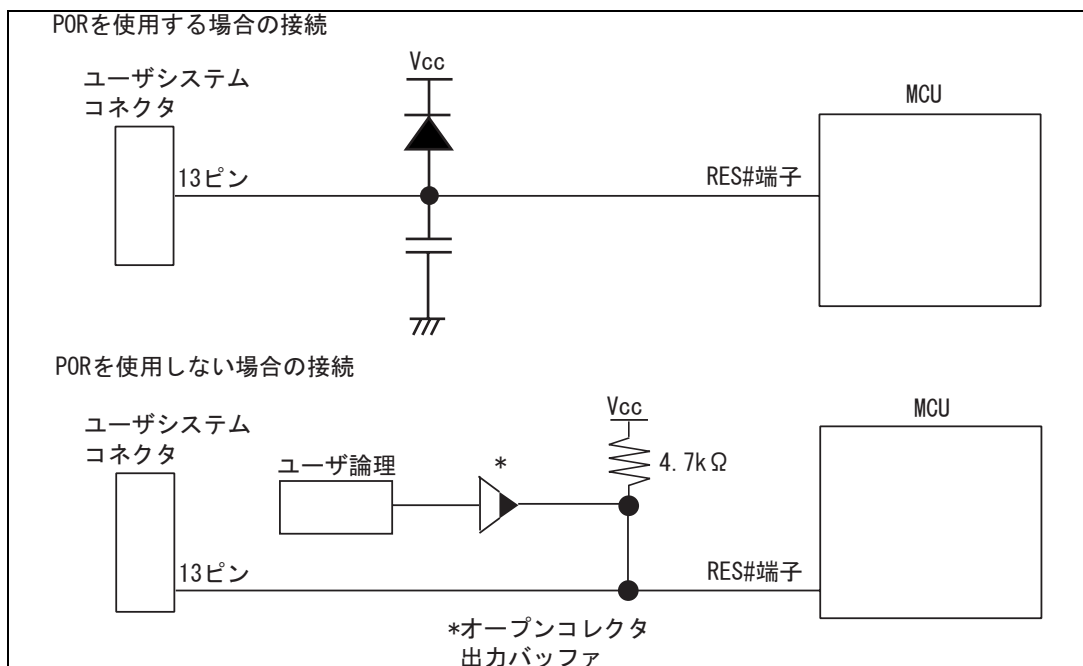 PORを使用する場合の接続
ユーザシステム
コネクタ
Vcc
MCU
13ピン
RES#端子
PORを使用しない場合の接続
ユーザシステム
コネクタ
ユーザ論理
*
Vcc
4.7kΩ
MCU
13ピン
RES#端子
*オープンコレクタ
出力バッファ